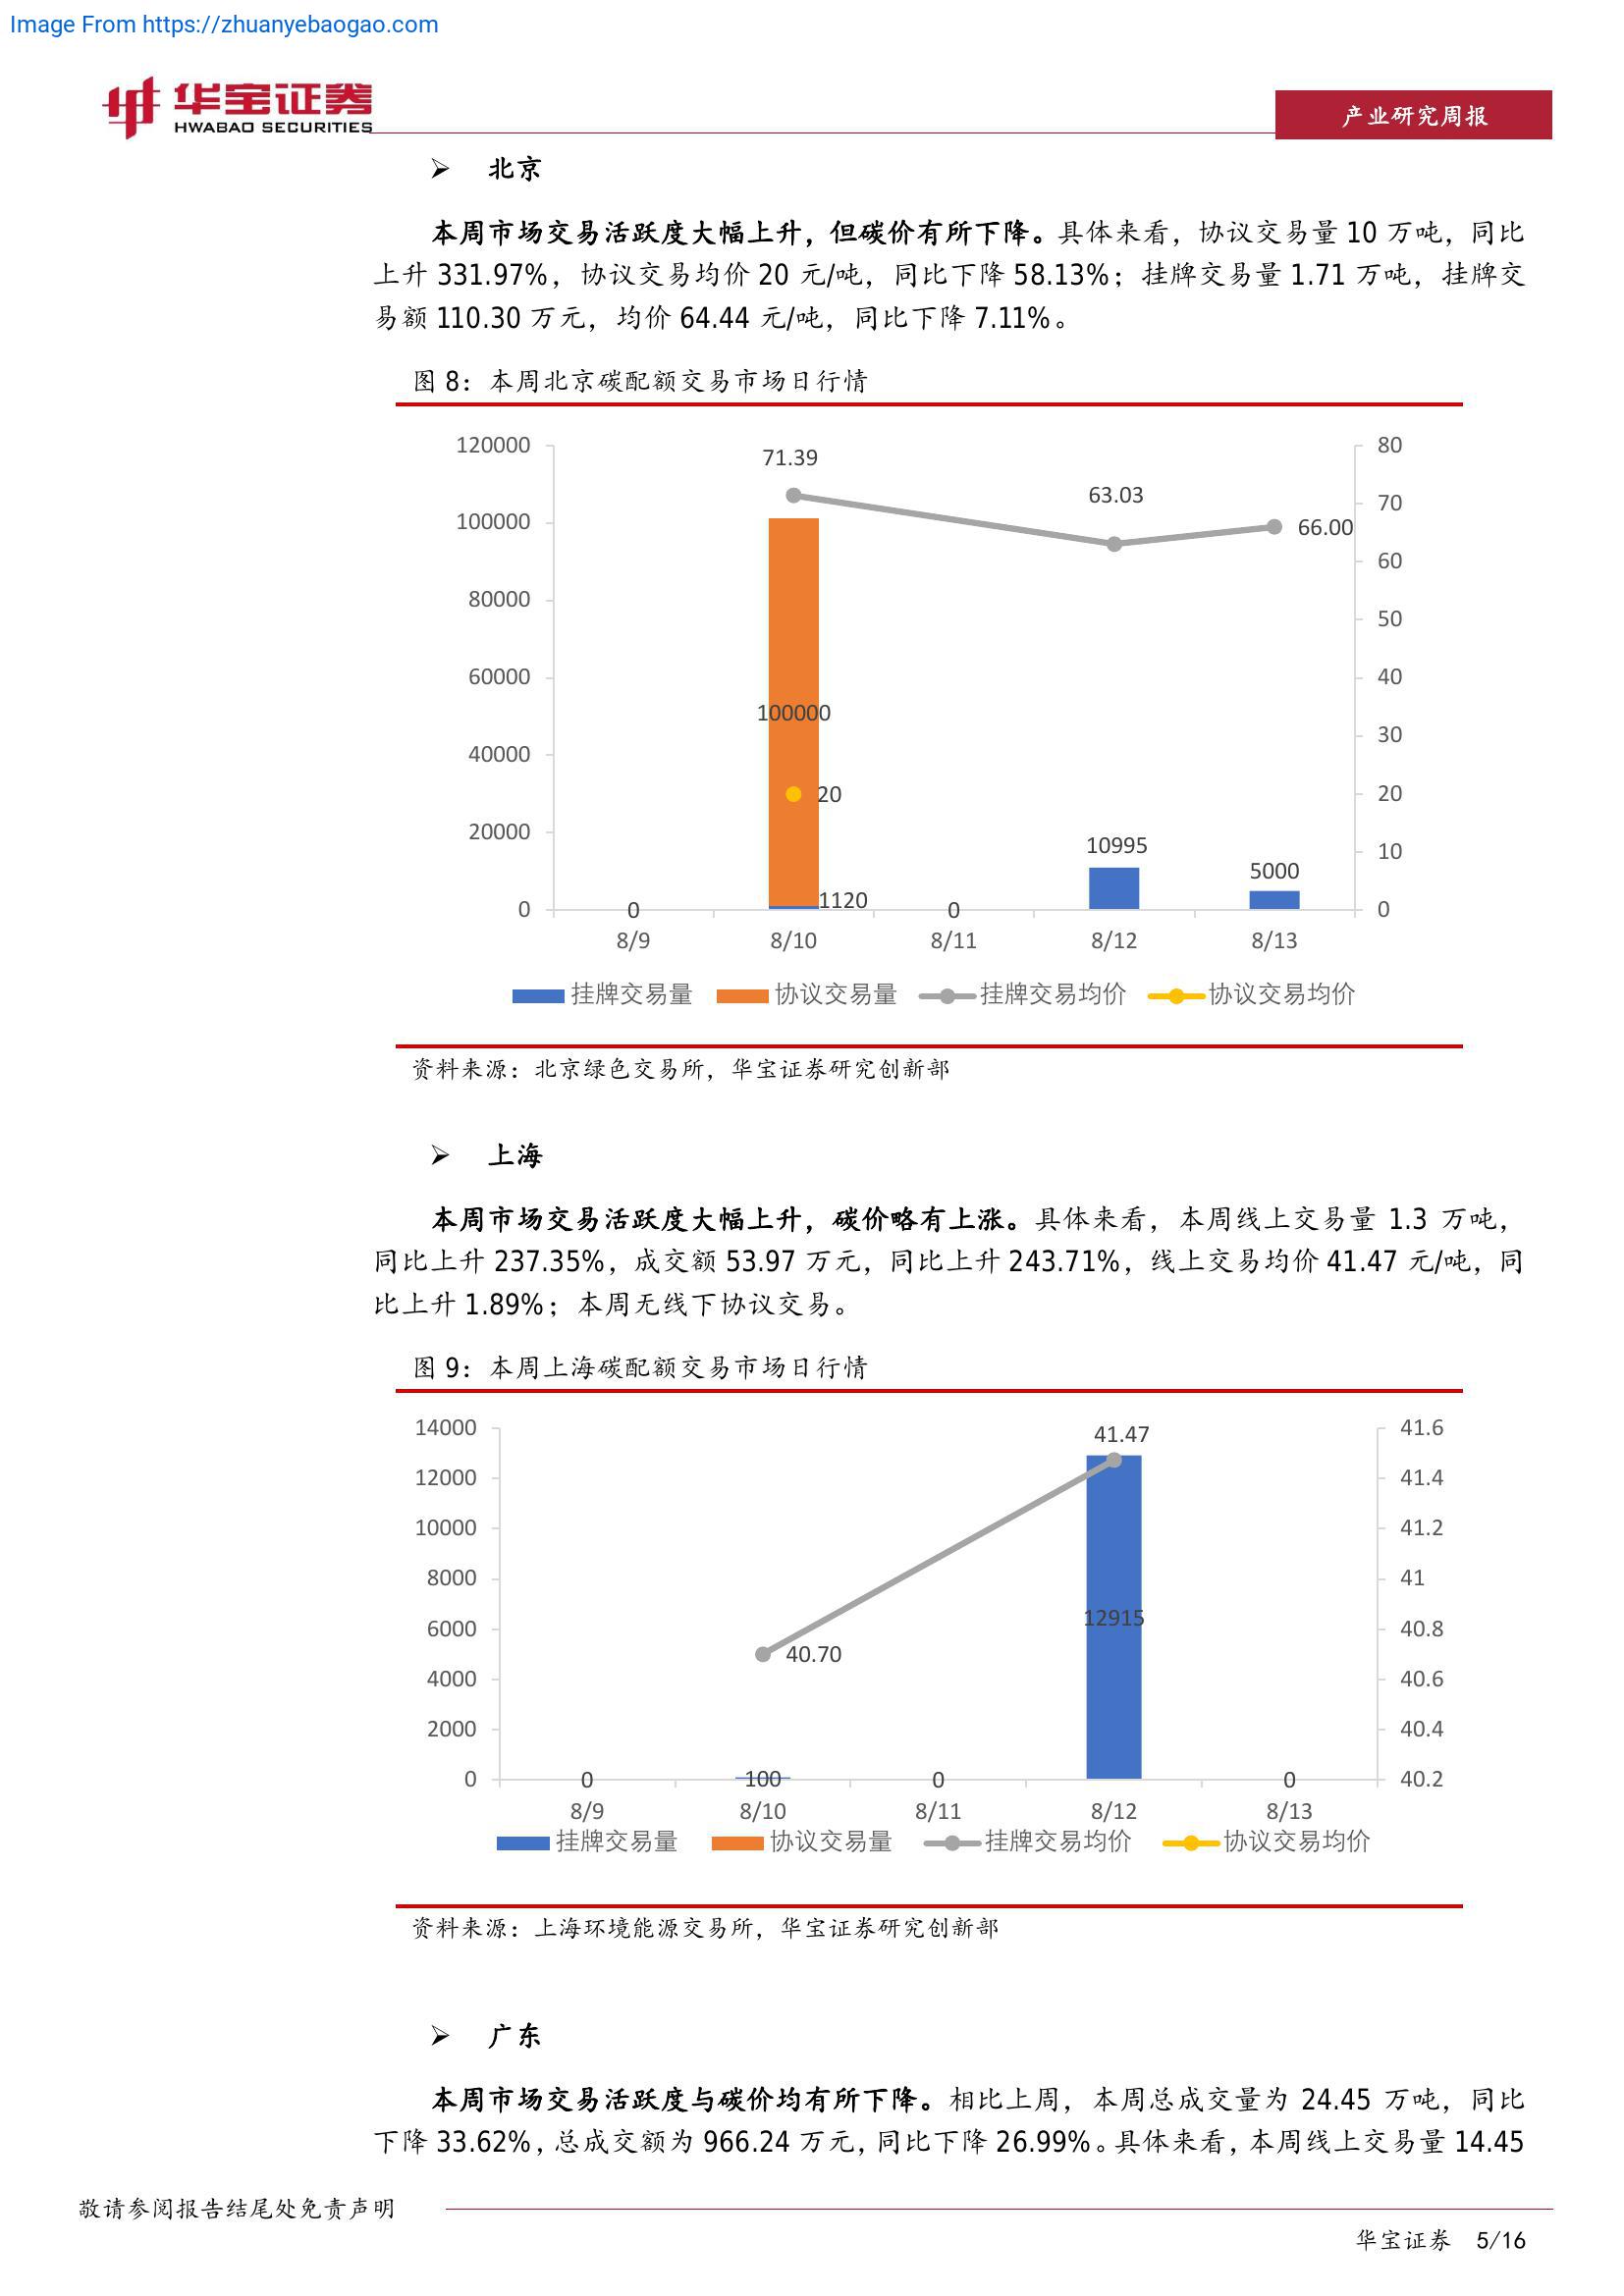 Image From https://zhuanyebaogao.com
华宝证券
HWABAO SECURITIES
产业研究周报
➢ 北京
本周市场交易活跃度大幅上升，但碳价有所下降。具体来看，协议交易量 10 万吨，同比
上升 331.97%，协议交易均价 20 元/吨，同比下降 58.13%；挂牌交易量 1.71 万吨，挂牌交
易额 110.30 万元，均价 64.44 元/吨，同比下降 7.11%。
图 8：本周北京碳配额交易市场日行情
120000
100000
80000
60000
40000
20000
0
71.39
63.03
66.00
100000
20
1120
10995
5000
0
0
80
70
60
50
40
30
20
10
0
8/9 8/10 8/11 8/12 8/13
挂牌交易量 协议交易量 挂牌交易均价 协议交易均价
资料来源：北京绿色交易所，华宝证券研究创新部
➢ 上海
本周市场交易活跃度大幅上升，碳价略有上涨。具体来看，本周线上交易量 1.3 万吨，
同比上升 237.35%，成交额 53.97 万元，同比上升 243.71%，线上交易均价 41.47 元/吨，同
比上升 1.89%；本周无线下协议交易。
图 9：本周上海碳配额交易市场日行情
14000
12000
10000
8000
6000
4000
2000
0
41.47
12915
40.70
0
100
0
0
41.6
41.4
41.2
41
40.8
40.6
40.4
40.2
8/9 8/10 8/11 8/12 8/13
挂牌交易量 协议交易量 挂牌交易均价 协议交易均价
资料来源：上海环境能源交易所，华宝证券研究创新部
➢ 广东
本周市场交易活跃度与碳价均有所下降。相比上周，本周总成交量为 24.45 万吨，同比
下降 33.62%，总成交额为 966.24 万元，同比下降 26.99%。具体来看，本周线上交易量 14.45
敬请参阅报告结尾处免责声明
华宝证券 5/16